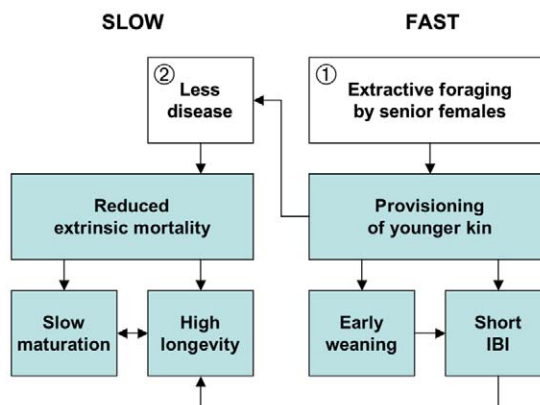 SLOW
FAST
②
Less
disease
①
Extractive foraging
by senior females
Reduced
extrinsic mortality
Provisioning
of younger kin
Slow
maturation
High
longevity
Early
weaning
Short
IBI